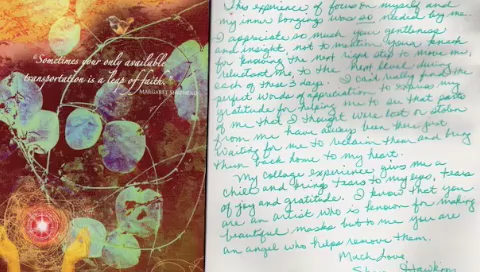 "Sometimes your only available
transportation is a leap of faith."
MARGARET SHEPARD
The experience of focus on myself and
my inner longings was so needed by me.
I appreciate so much your gentleness
and insight, not to mention your knack
for knowing the next right step to move me,
reluctant me, to the next level during
each of those 3 days. I can't really find the
perfect words of appreciation to express my
gratitude for helping me to see that parts
of me that I thought were lost or stolen
from me have always been there just
waiting for me to reclaim them and bring
them back home to my heart.
My collage experience gives me a
chill and brings tears to my eyes, tears
of joy and gratitude. I know that you
are an artist who is known for making
beautiful masks but to me you are
an angel who helps remove them.
Much Love
Hawkins